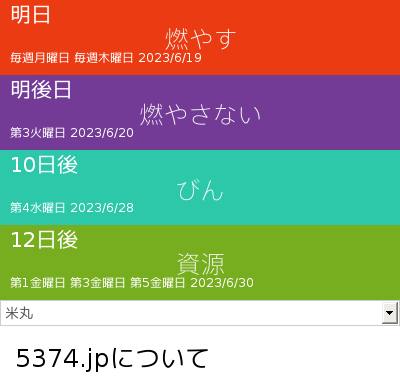 明日
燃やす
毎週月曜日 毎週木曜日 2023/6/19
明後日
燃やさない
第3火曜日 2023/6/20
10日後
びん
第4水曜日 2023/6/28
12日後
資源
第1金曜日 第3金曜日 第5金曜日 2023/6/30
米丸
5374.jpについて